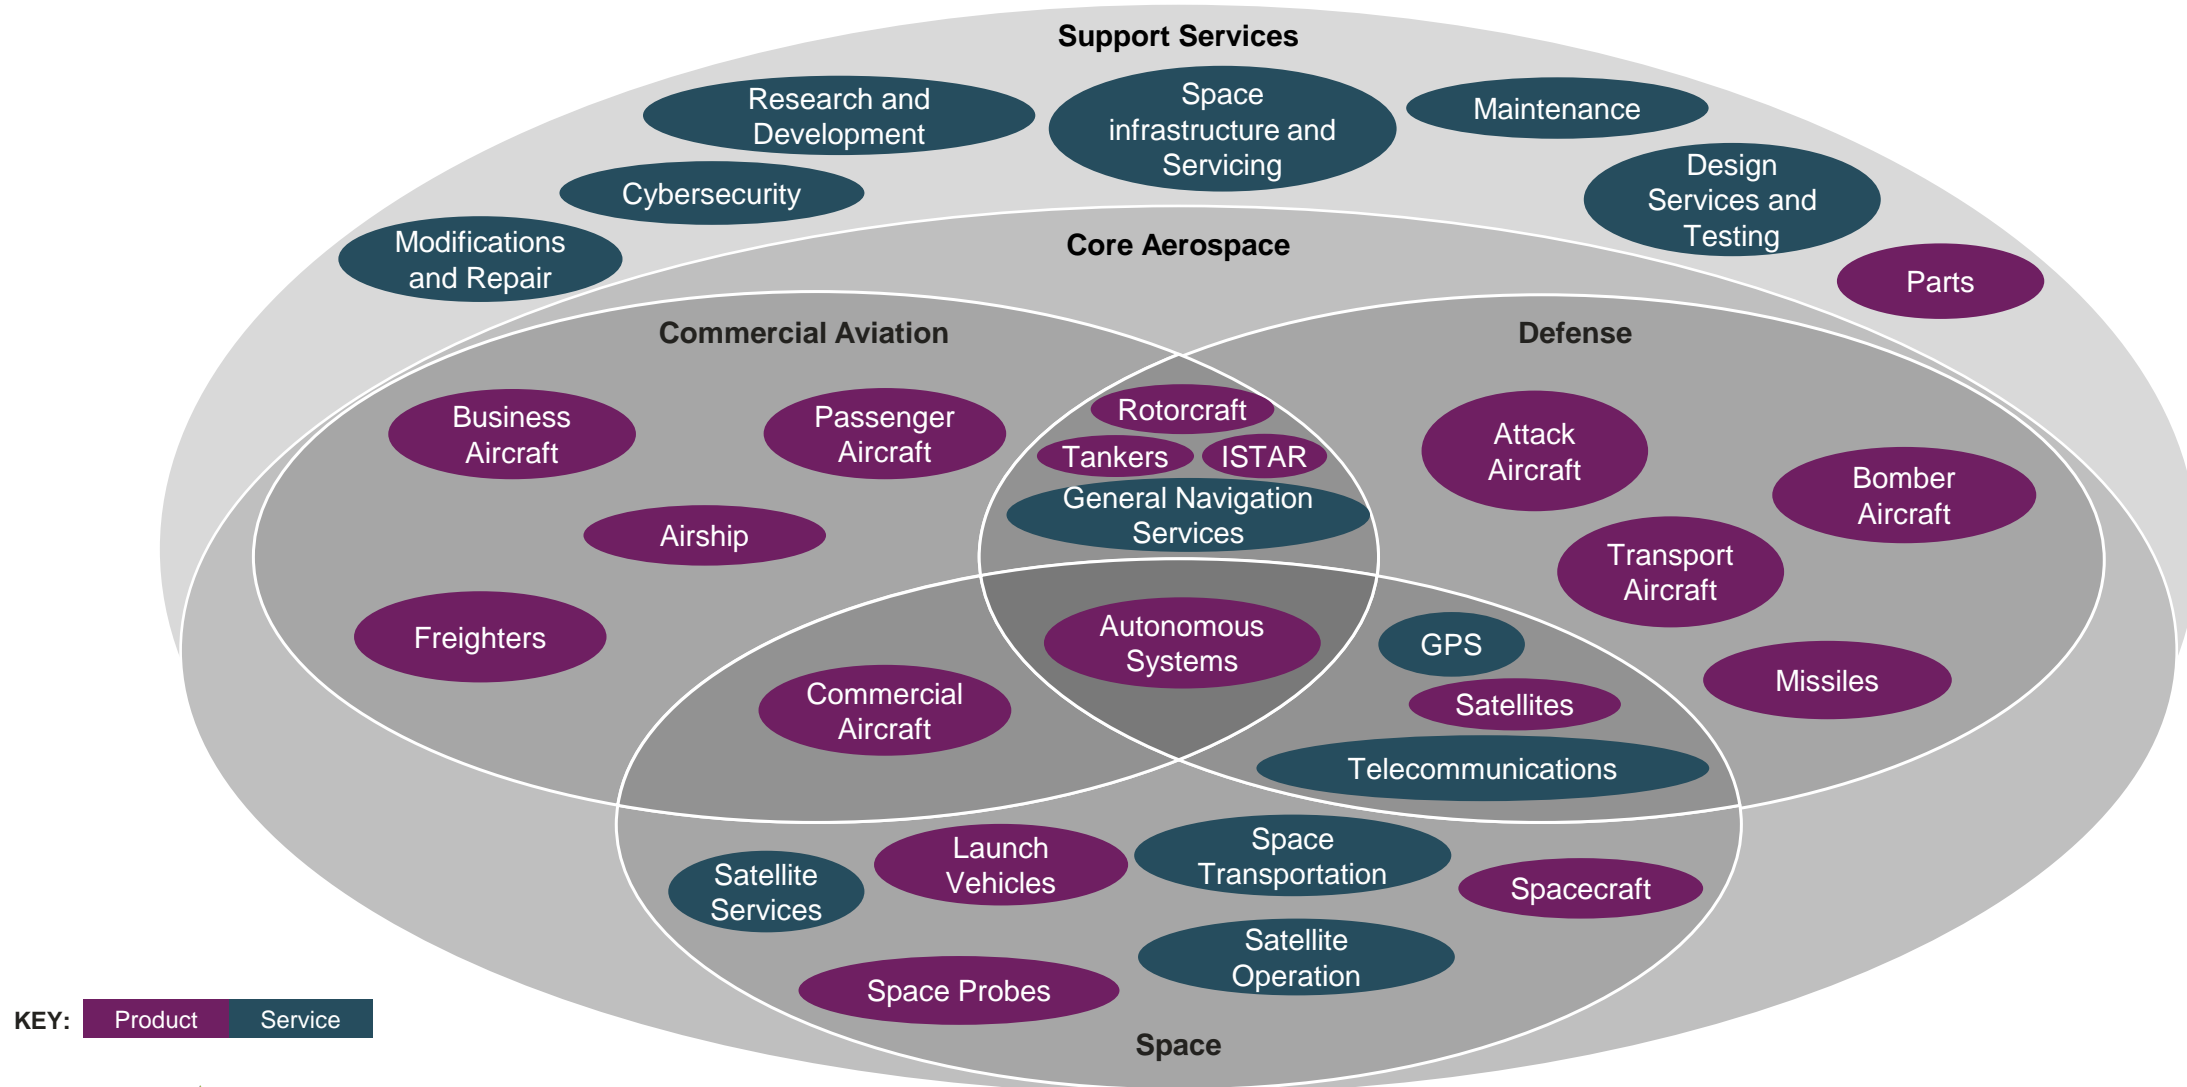 Support Services
Research and
Development
Space
infrastructure and
Servicing
Maintenance
Cybersecurity
Design
Services and
Testing
Modifications
and Repair
Parts
Core Aerospace
Commercial Aviation
Defense
Business
Aircraft
Passenger
Aircraft
Rotorcraft
Tankers
ISTAR
General Navigation
Services
Attack
Aircraft
Bomber
Aircraft
Airship
Transport
Aircraft
Freighters
Autonomous
Systems
GPS
Commercial
Aircraft
Satellites
Missiles
Telecommunications
Satellite
Services
Launch
Vehicles
Space
Transportation
Spacecraft
Space Probes
Satellite
Operation
Space
KEY: Product Service